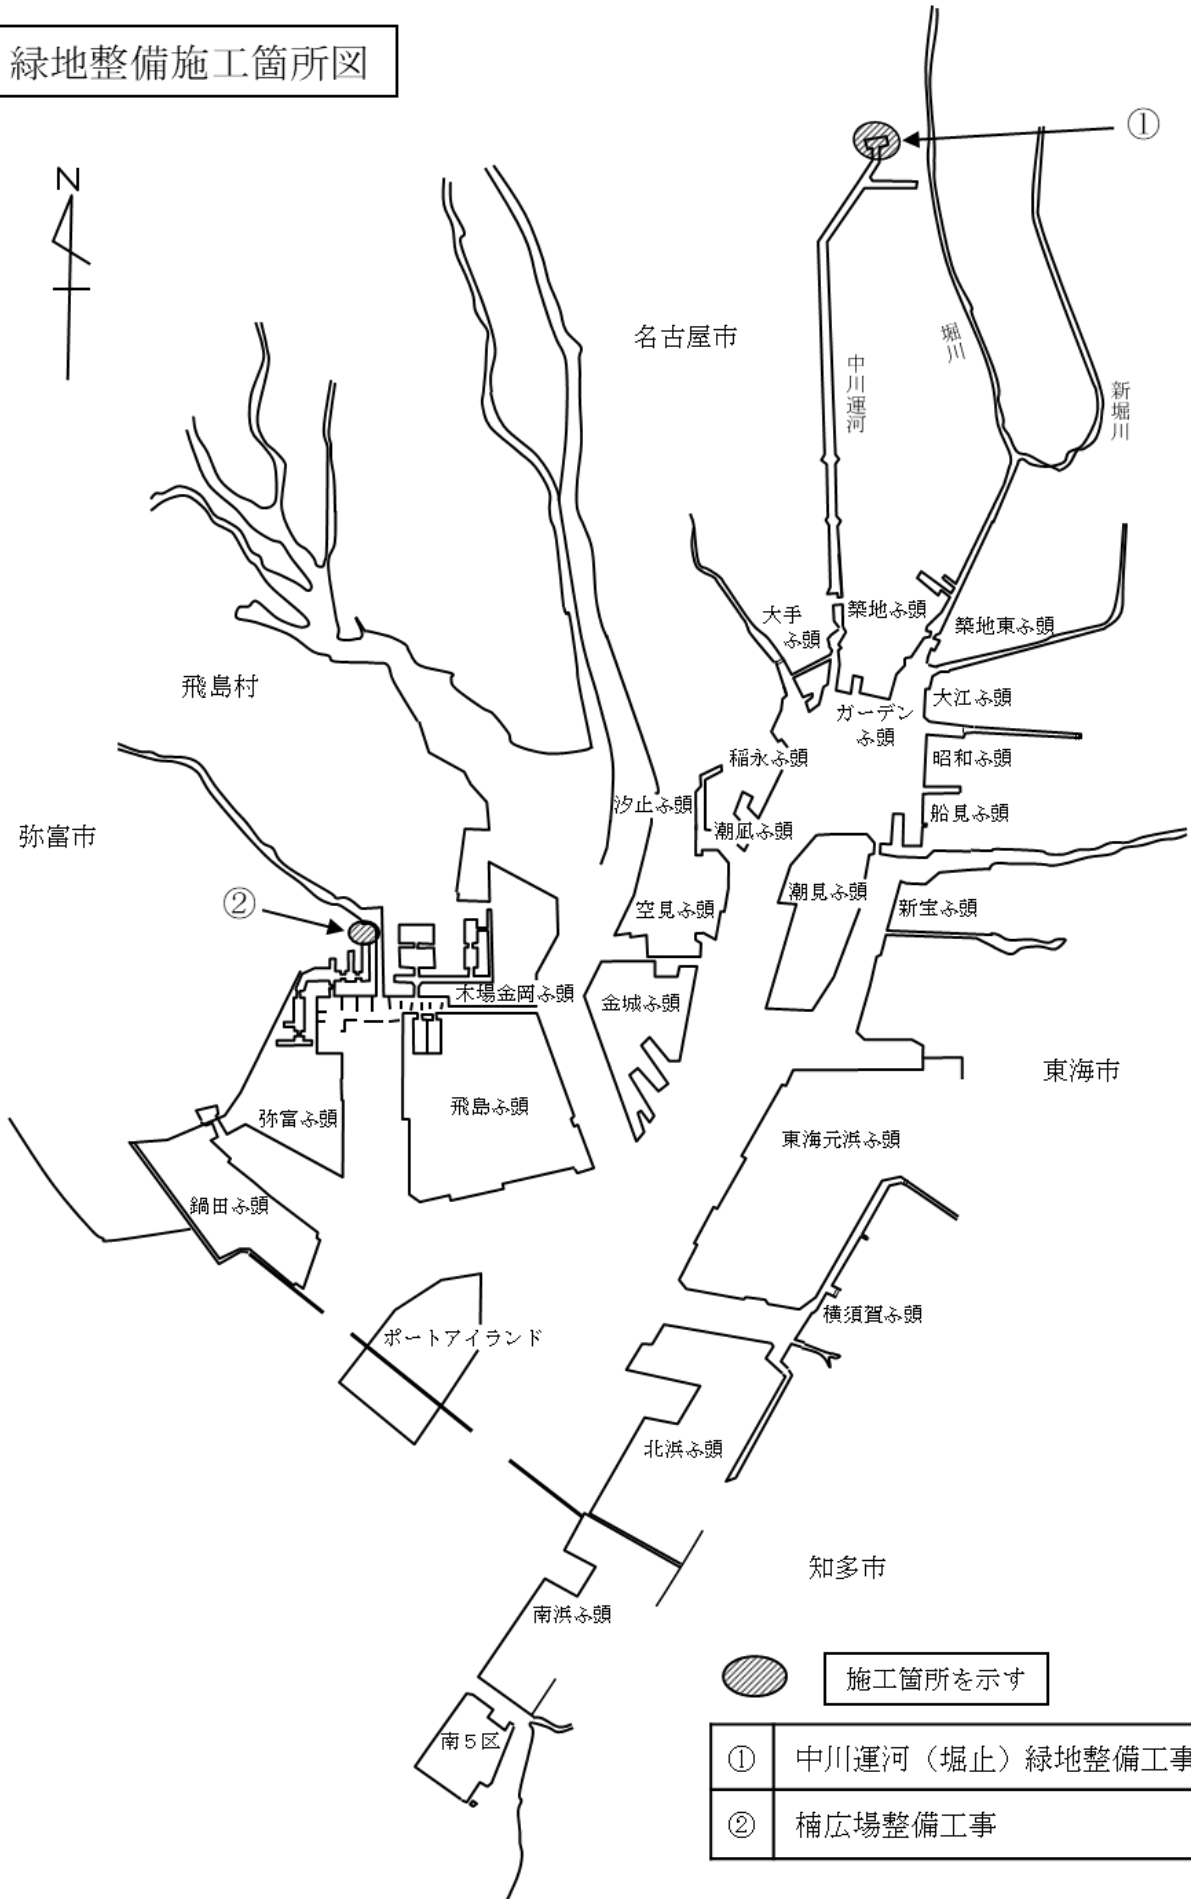 緑地整備施工箇所図
N
①
名古屋市
堀川
中川運河
新堀川
大手
ふ頭
築地ふ頭
築地東ふ頭
飛島村
大江ふ頭
ガーデン
ふ頭
稲永ふ頭
昭和ふ頭
汐止ふ頭
船見ふ頭
潮凪ふ頭
弥富市
潮見ふ頭
②
空見ふ頭
新宝ふ頭
木場金岡ふ頭
金城ふ頭
東海市
飛島ふ頭
弥富ふ頭
東海元浜ふ頭
鍋田ふ頭
横須賀ふ頭
ポートアイランド
北浜ふ頭
知多市
南浜ふ頭
施工箇所を示す
南5区
① 中川運河（堀止）緑地整備工事
② 楠広場整備工事